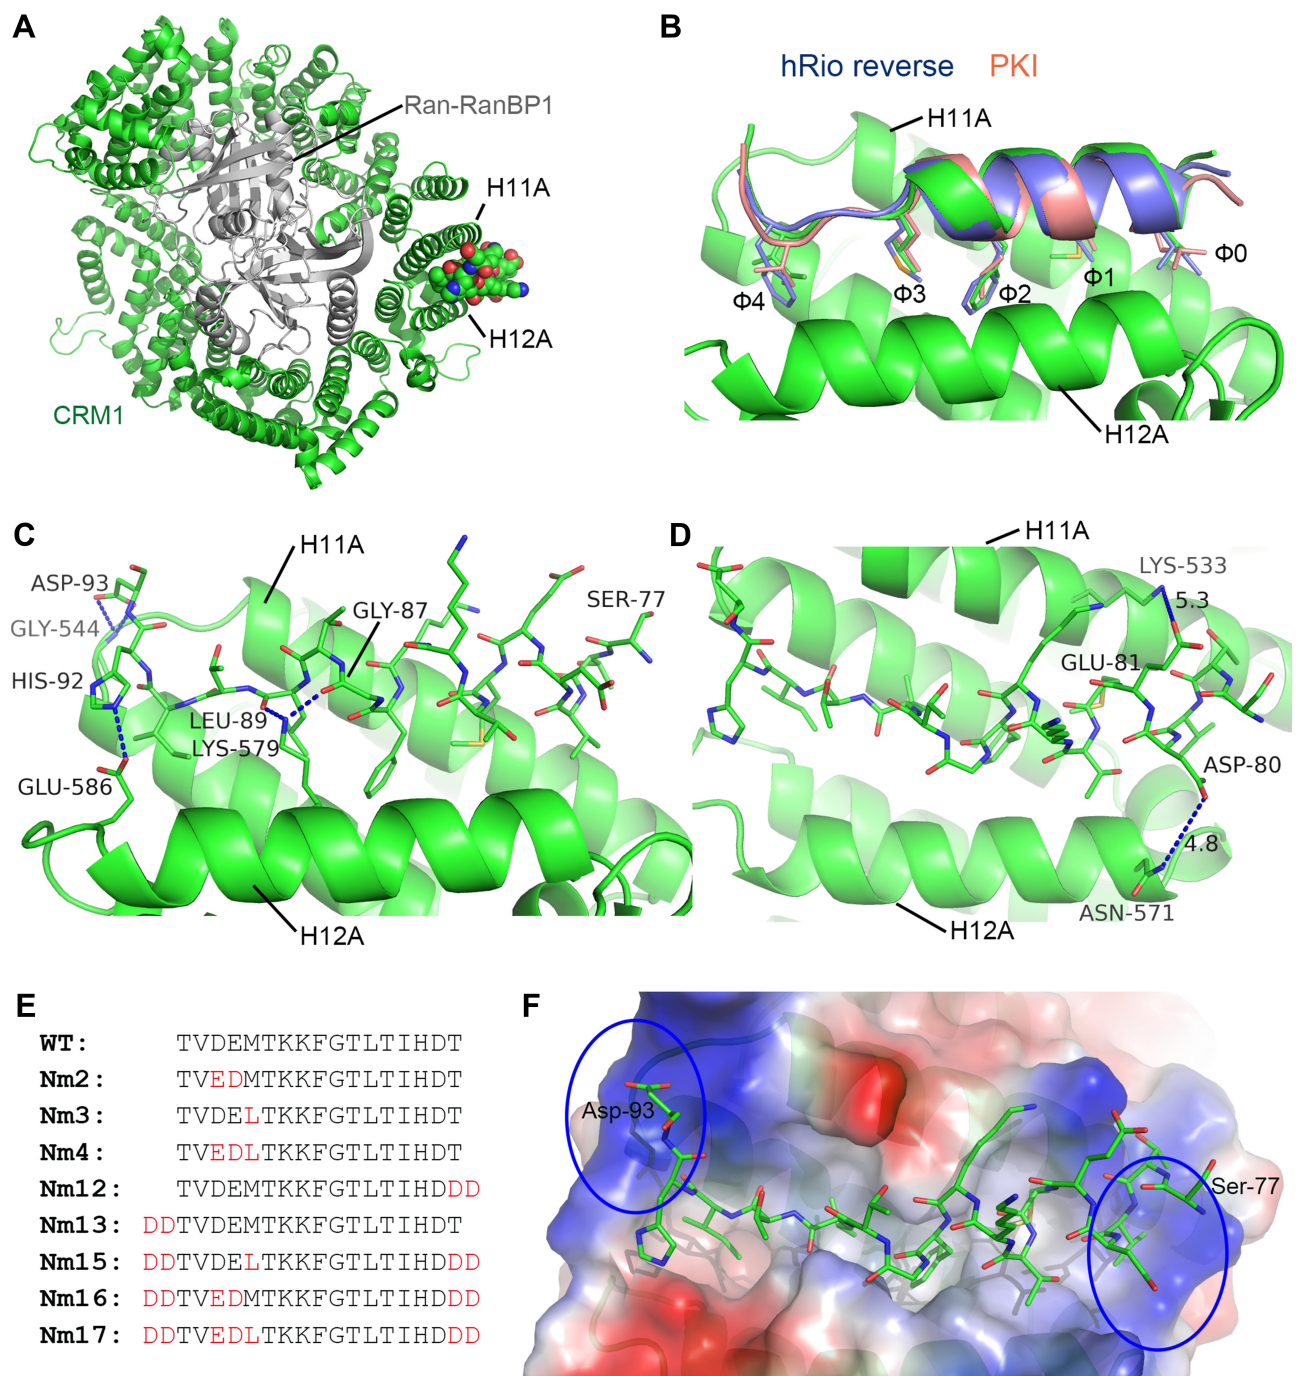 A
Ran-RanBP1
H11A
H12A
CRM1
B
hRio reverse PKI
H11A
Φ4
Φ3
Φ2
Φ1
Φ0
H12A
C
H11A
ASP-93
GLY-544
HIS-92
GLY-87
SER-77
LEU-89
LYS-579
GLU-586
H12A
D
H11A
LYS-533
5.3
GLU-81
ASP-80
4.8
ASN-571
H12A
E
WT: TVDEMTKKFGTLTIHDT
Nm2: TVEDMTKKFGTLTIHDT
Nm3: TVDELTKKFGTLTIHDT
Nm4: TVEDLTKKFGTLTIHDT
Nm12: TVDEMTKKFGTLTIHDDD
Nm13: DDTVDEMTKKFGTLTIHDT
Nm15: DDTVDELTKKFGTLTIHDDD
Nm16: DDTVEDMTKKFGTLTIHDDD
Nm17: DDTVEDLTKKFGTLTIHDDD
F
Asp-93
Ser-77